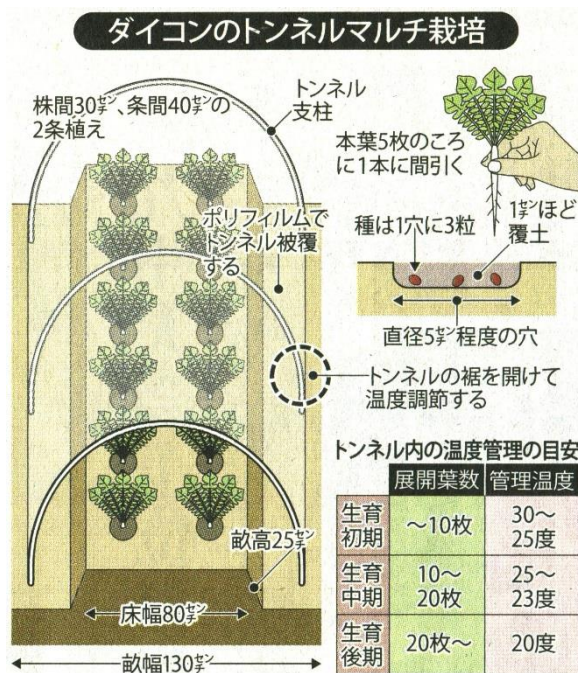 ダイコンのトンネルマルチ栽培
株間30㌢、条間40㌢の
2条植え
トンネル
支柱
ポリフィルムで
トンネル被覆
する
本葉5枚のころ
に1本に間引く
種は1穴に3粒
1㌢ほど
覆土
直径5㌢程度の穴
トンネルの裾を開けて
温度調節する
畝高25㌢
床幅80㌢
畝幅130㌢
トンネル内の温度管理の目安
展開葉数 管理温度
生育
初期
～10枚
30～
25度
生育
中期
10～
20枚
25～
23度
生育
後期
20枚～
20度